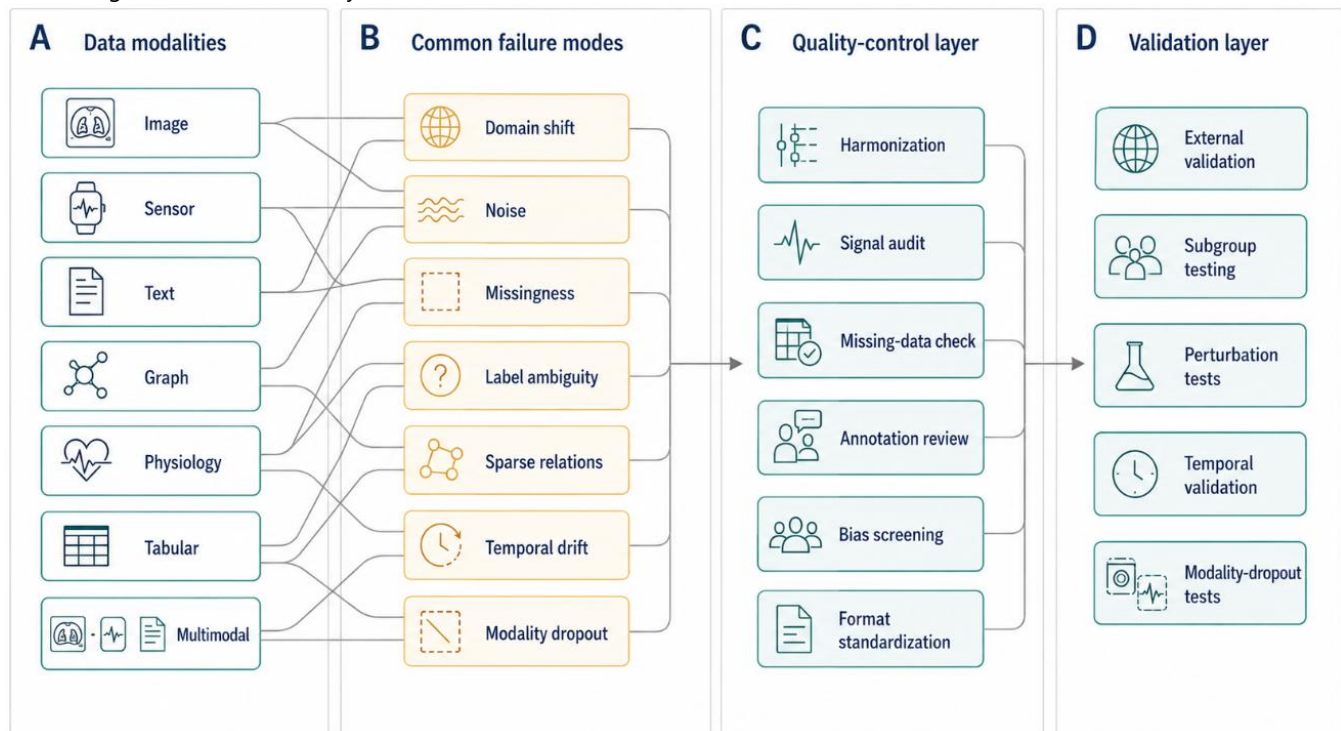 A Data modalities
B Common failure modes
C Quality-control layer
D Validation layer
Image
Sensor
Text
Graph
Physiology
Tabular
Multimodal
Domain shift
Noise
Missingness
?
Label ambiguity
Sparse relations
Temporal drift
Modality dropout
Harmonization
Signal audit
Missing-data check
Annotation review
Bias screening
Format
standardization
External
validation
Subgroup
testing
Perturbation
tests
Temporal
validation
Modality-dropout
tests